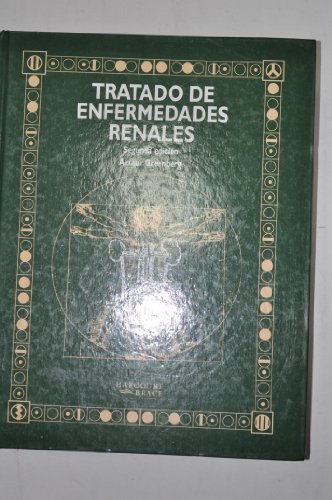 TRATADO DE
ENFERMEDADES
RENALES
Segunda edición
Arthur Greenberg
HARCOURT
BRACE